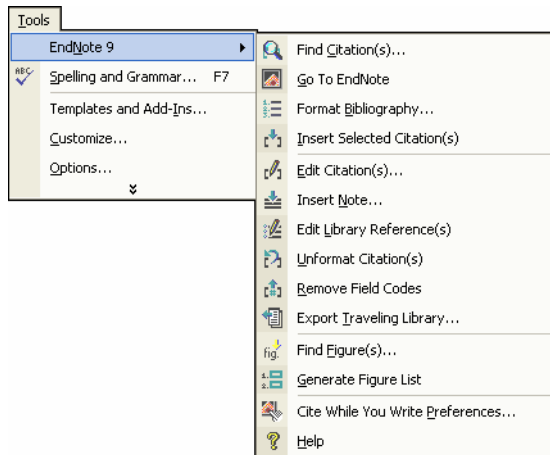 Tools
EndNote 9
ABC
Spelling and Grammar... F7
Templates and Add-Ins...
Customize...
Options...
Find Citation(s)...
Go To EndNote
Format Bibliography...
Insert Selected Citation(s)
Edit Citation(s)...
Insert Note...
Edit Library Reference(s)
Unformat Citation(s)
Remove Field Codes
Export Traveling Library...
fig. Find Figure(s)...
Generate Figure List
Cite While You Write Preferences...
? Help